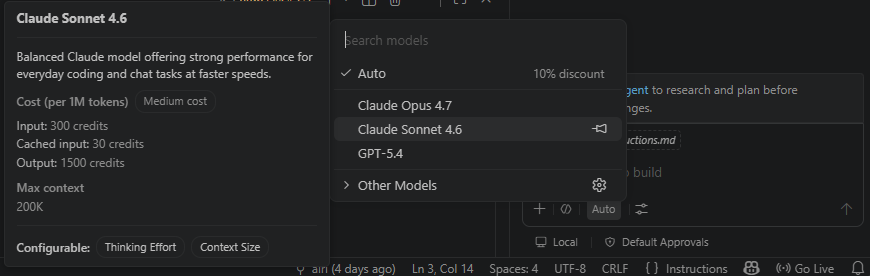 Claude Sonnet 4.6
Balanced Claude model offering strong performance for
everyday coding and chat tasks at faster speeds.
Cost (per 1M tokens) Medium cost
Input: 300 credits
Cached input: 30 credits
Output: 1500 credits
Max context
200K
Configurable: Thinking Effort Context Size
Search models
Auto 10% discount
Claude Opus 4.7
Claude Sonnet 4.6
GPT-5.4
Other Models
gent to research and plan before
nges.
uctions.md
build
Auto
Local Default Approvals
(4 days ago) Ln 3, Col 14 Spaces: 4 UTF-8 CRLF { } Instructions Go Live